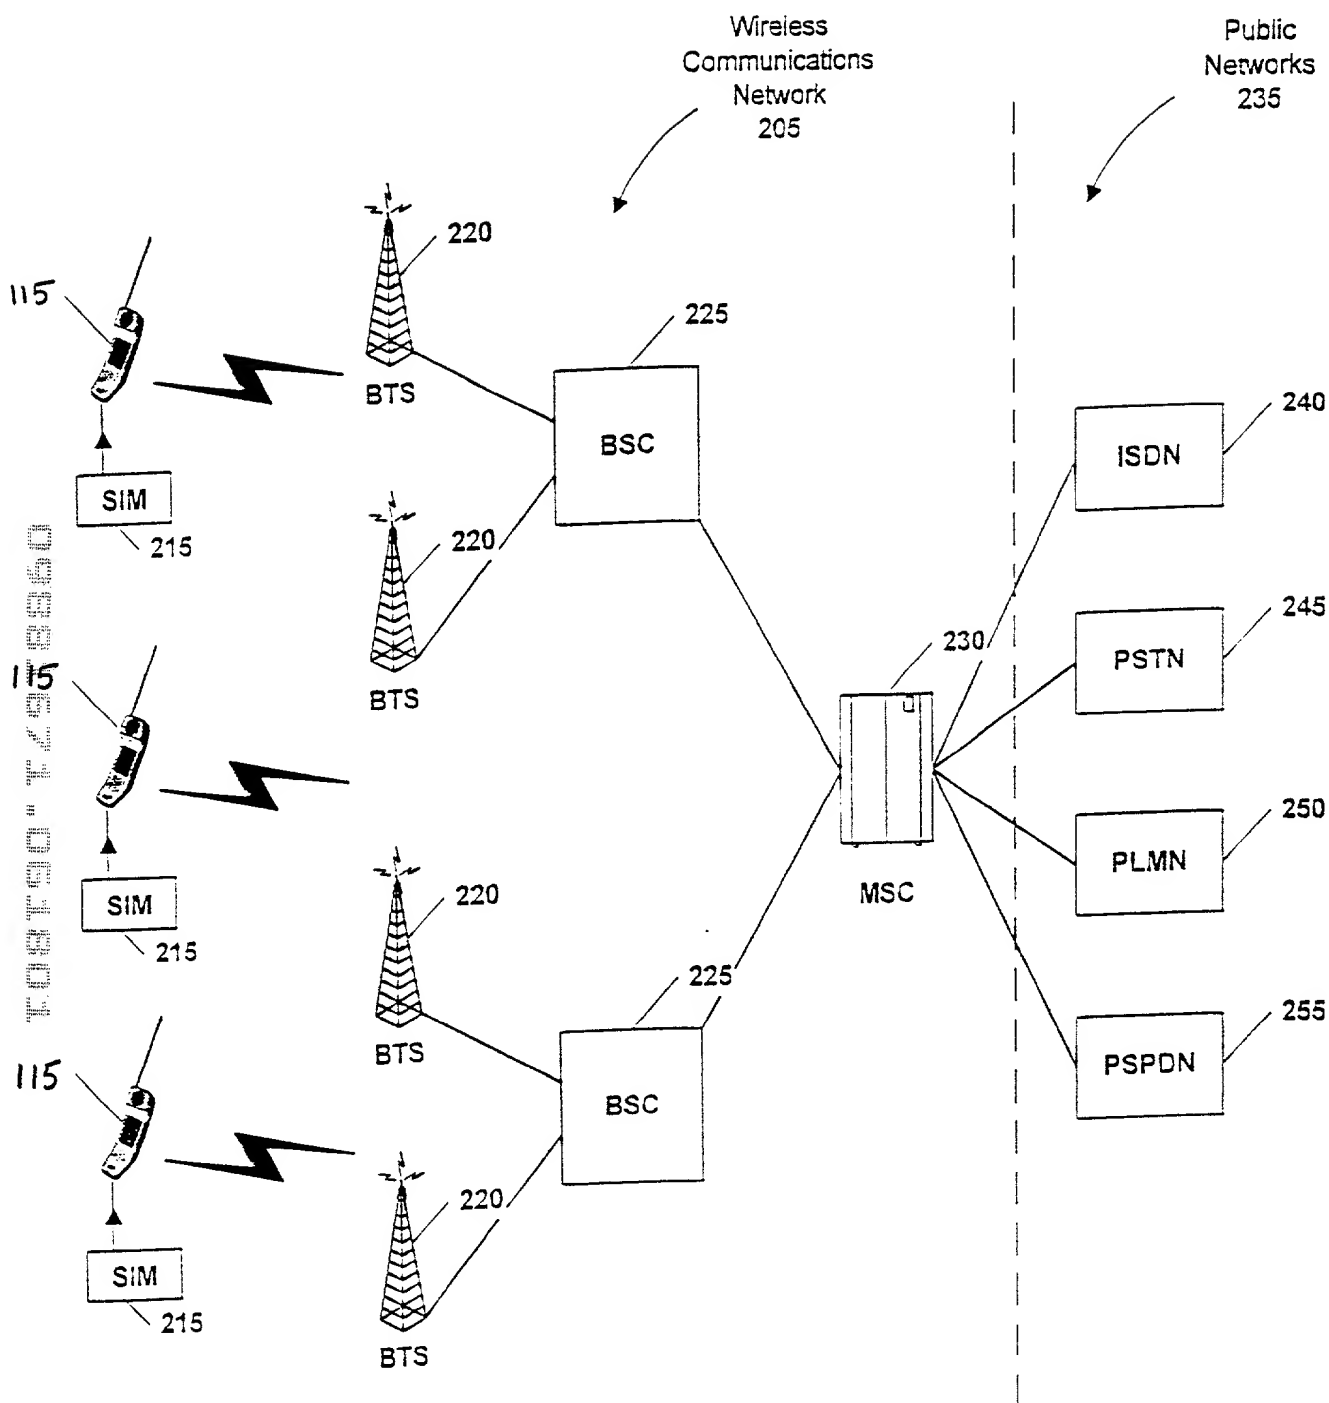 Wireless
Communications
Network
205
Public
Networks
235
220
115
225
BTS
240
BSC
ISDN
SIM
215
220
245
230
PSTN
115
BTS
250
PLMN
MSC
SIM
220
215
225
255
BTS
PSPDN
115
BSC
220
SIM
215
BTS